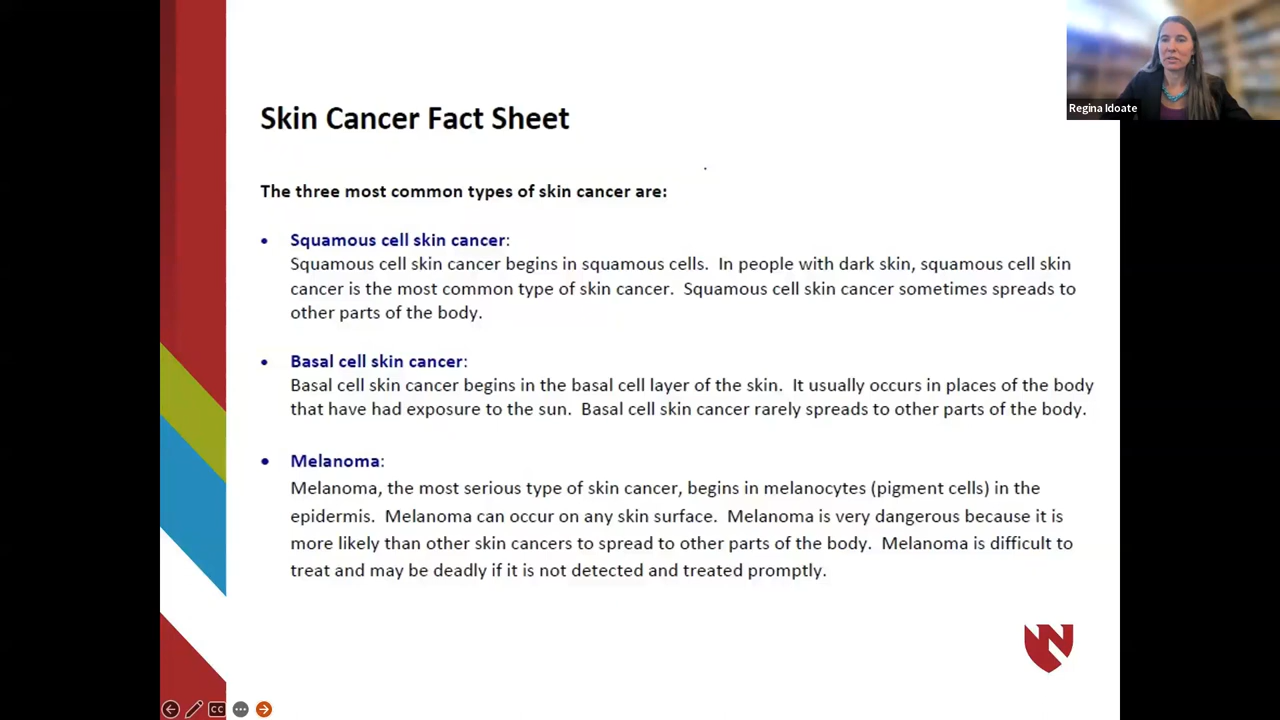 Skin Cancer Fact Sheet
Regina Idoate
The three most common types of skin cancer are:
• Squamous cell skin cancer:
Squamous cell skin cancer begins in squamous cells. In people with dark skin, squamous cell skin
cancer is the most common type of skin cancer. Squamous cell skin cancer sometimes spreads to
other parts of the body.
• Basal cell skin cancer:
Basal cell skin cancer begins in the basal cell layer of the skin. It usually occurs in places of the body
that have had exposure to the sun. Basal cell skin cancer rarely spreads to other parts of the body.
• Melanoma:
Melanoma, the most serious type of skin cancer, begins in melanocytes (pigment cells) in the
epidermis. Melanoma can occur on any skin surface. Melanoma is very dangerous because it is
more likely than other skin cancers to spread to other parts of the body. Melanoma is difficult to
treat and may be deadly if it is not detected and treated promptly.
N
CC